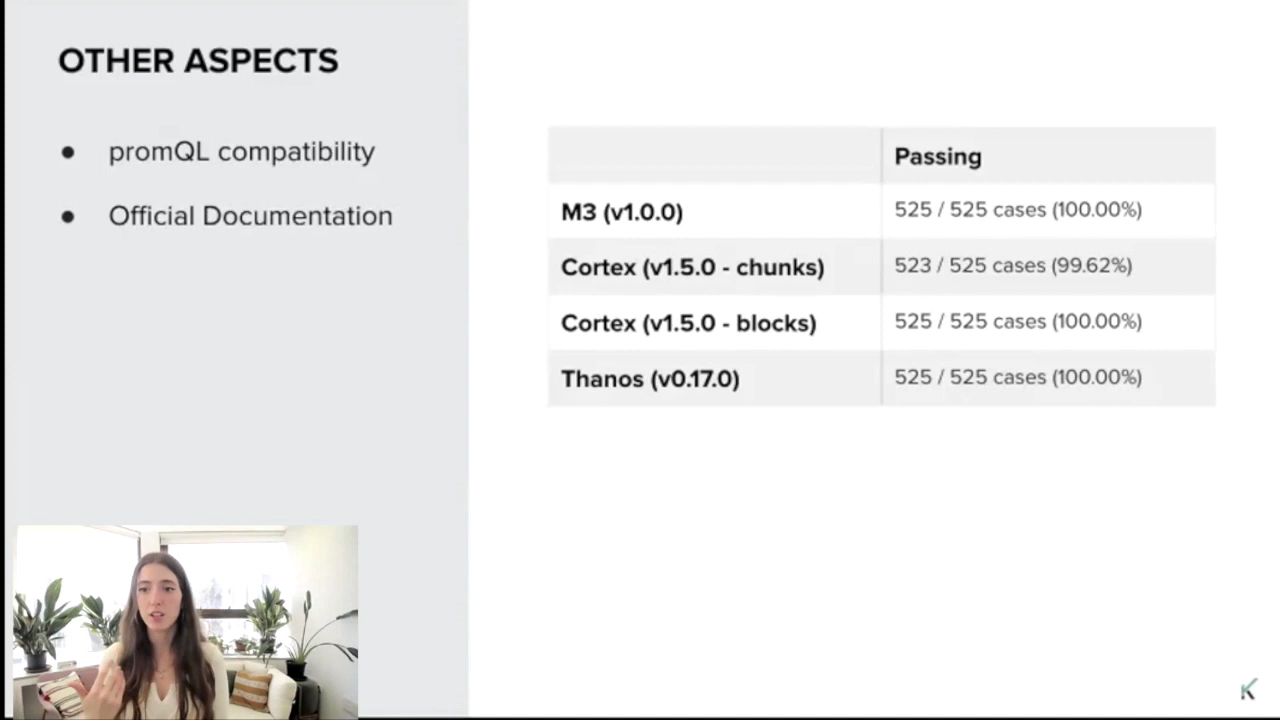 OTHER ASPECTS
● promQL compatibility
● Official Documentation
Passing
M3 (v1.0.0) 525 / 525 cases (100.00%)
Cortex (v1.5.0 - chunks) 523 / 525 cases (99.62%)
Cortex (v1.5.0 - blocks) 525 / 525 cases (100.00%)
Thanos (v0.17.0) 525 / 525 cases (100.00%)